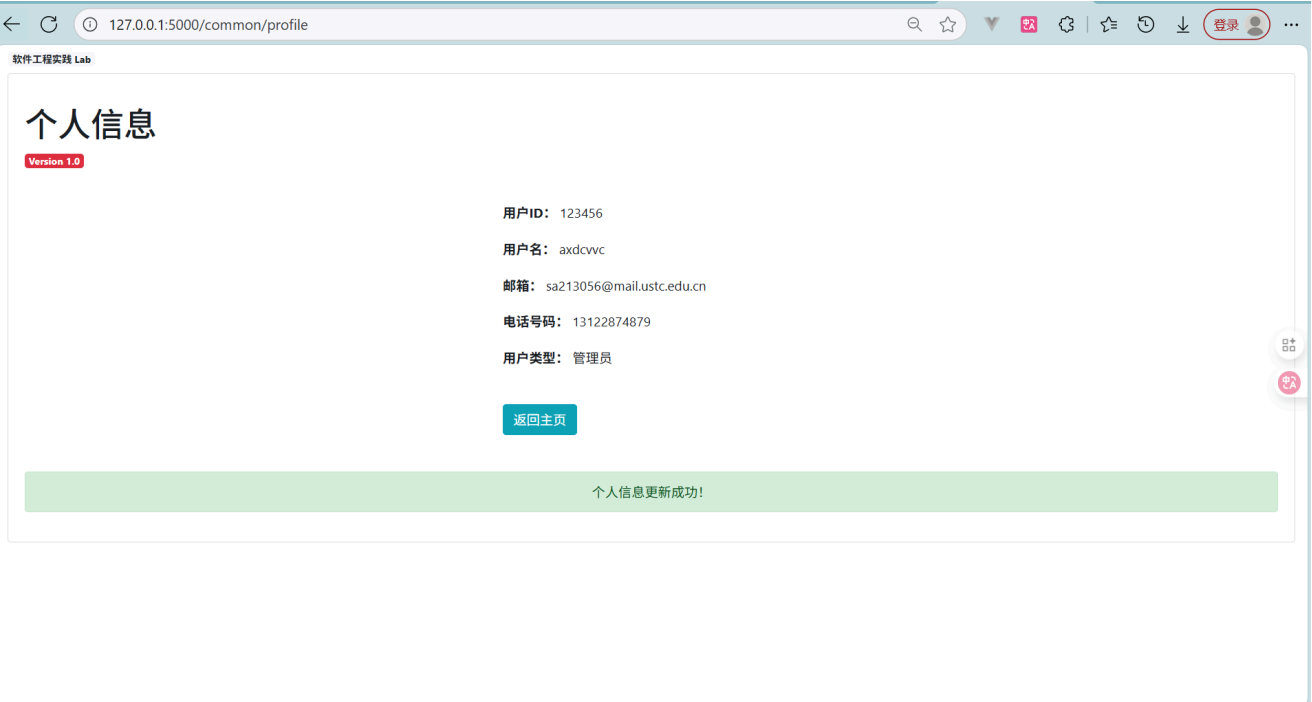 127.0.0.1:5000/common/profile
登录
软件工程实践 Lab
个人信息
Version 1.0
用户ID： 123456
用户名： axdcvvc
邮箱： sa213056@mail.ustc.edu.cn
电话号码： 13122874879
用户类型： 管理员
返回主页
个人信息更新成功！